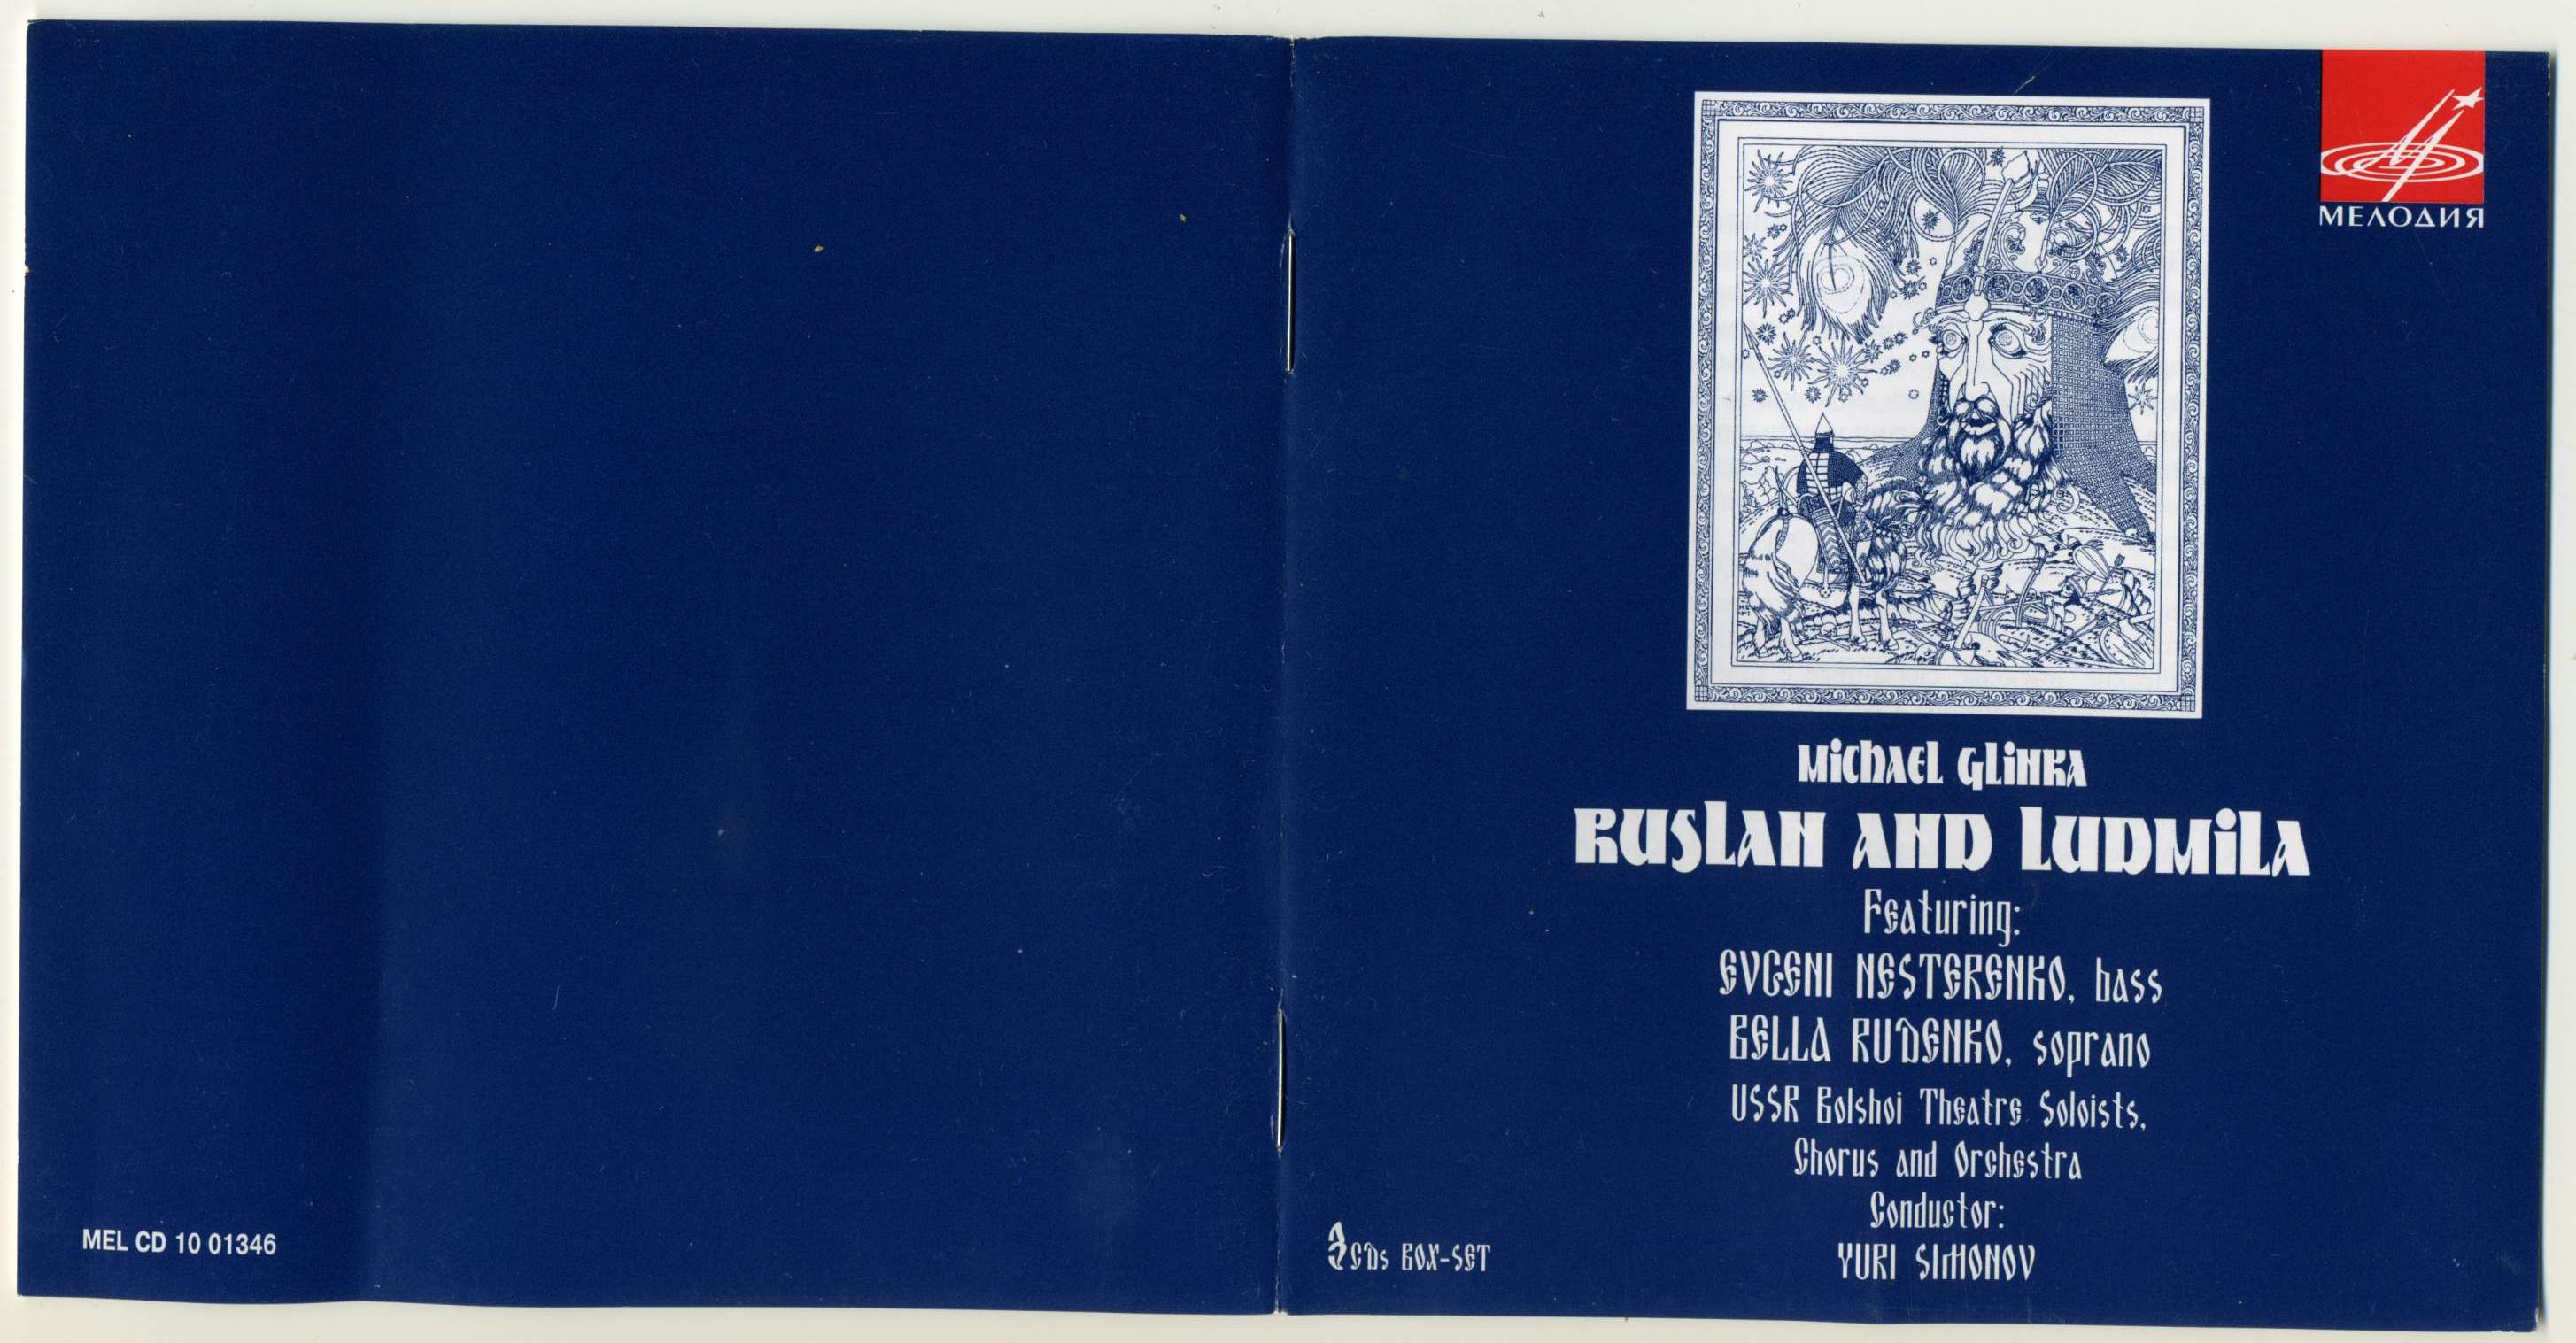 MEL CD 10 01346
МЕЛОДИЯ
MICHAEL GLINKA
RUSLAN AND LUDMILA
Featuring:
EVGENI NESTERENKO, bass
BELLA RUDENKO, soprano
USSR Bolshoi Theatre Soloists,
Chorus and Orchestra
Conductor:
YURI SIMONOV
3 CDs BOX-SET